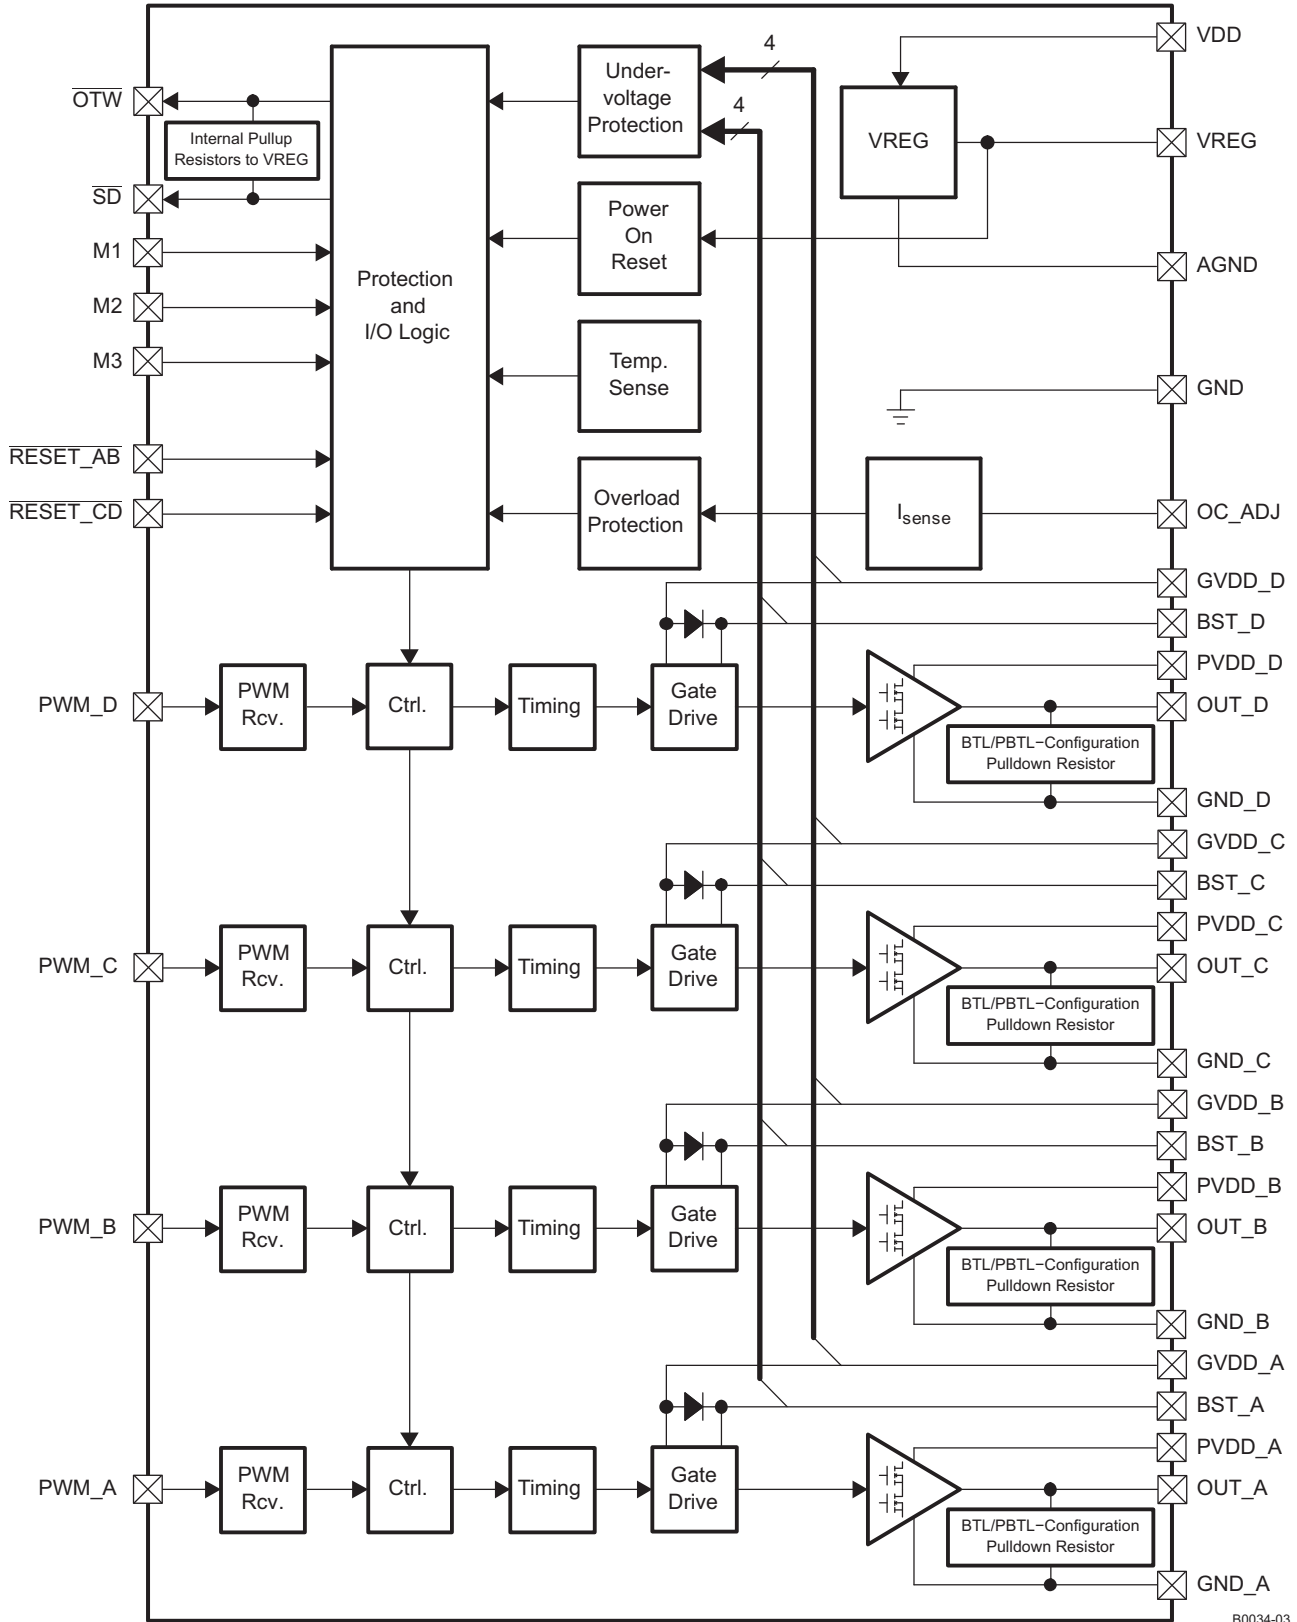 4
VDD
Under-
voltage
Protection
OTW
4
Internal Pullup
Resistors to VREG
VREG
VREG
SD
Power
On
Reset
M1
AGND
Protection
and
I/O Logic
M2
M3
Temp.
Sense
GND
RESET_AB
RESET_CD
Overload
Protection
Isense
OC_ADJ
GVDD_D
BST_D
PVDD_D
PWM_D
PWM
Rcv.
Ctrl.
Timing
Gate
Drive
OUT_D
BTL/PBTL−Configuration
Pulldown Resistor
GND_D
GVDD_C
BST_C
PVDD_C
PWM_C
PWM
Rcv.
Ctrl.
Timing
Gate
Drive
OUT_C
BTL/PBTL−Configuration
Pulldown Resistor
GND_C
GVDD_B
BST_B
PVDD_B
PWM_B
PWM
Rcv.
Ctrl.
Timing
Gate
Drive
OUT_B
BTL/PBTL−Configuration
Pulldown Resistor
GND_B
GVDD_A
BST_A
PVDD_A
PWM_A
PWM
Rcv.
Ctrl.
Timing
Gate
Drive
OUT_A
BTL/PBTL−Configuration
Pulldown Resistor
GND_A
B0034-03